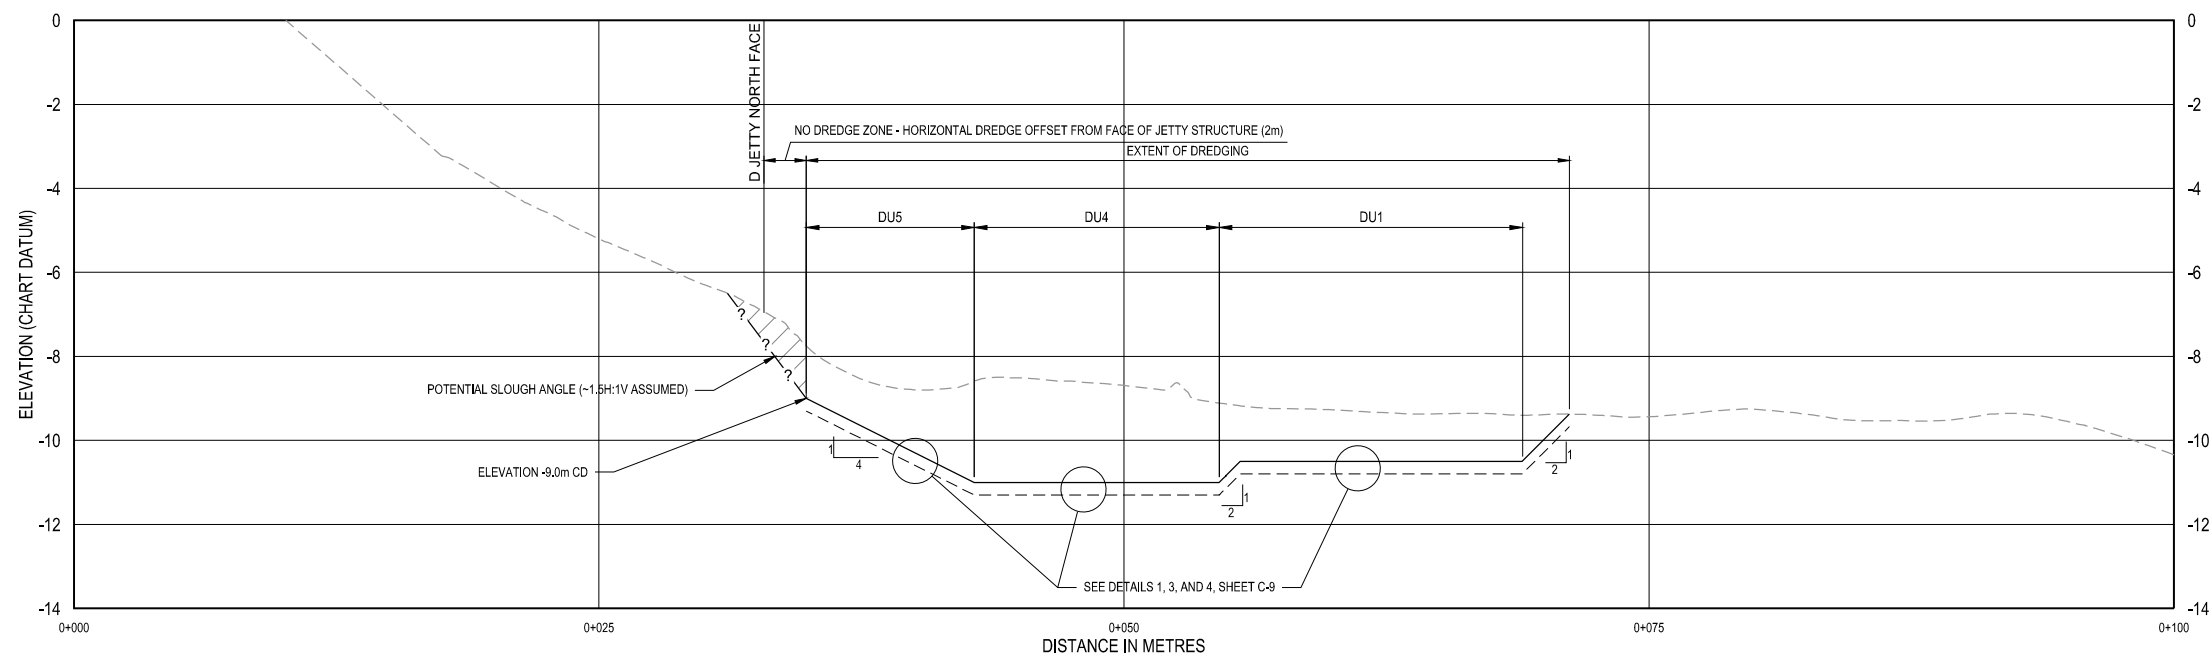 0
0
D JETTY NORTH FACE
-2
-2
NO DREDGE ZONE - HORIZONTAL DREDGE OFFSET FROM FACE OF JETTY STRUCTURE (2m)
EXTENT OF DREDGING
-4
-4
DU5
DU4
DU1
ELEVATION (CHART DATUM)
-6
-6
?
?
?
-8
-8
POTENTIAL SLOUGH ANGLE (~1.5H:1V ASSUMED)
-10
-10
1
4
1
2
ELEVATION -9.0m CD
1
2
-12
-12
SEE DETAILS 1, 3, AND 4, SHEET C-9
-14
-14
0+000
0+025
0+050
0+075
0+100
DISTANCE IN METRES